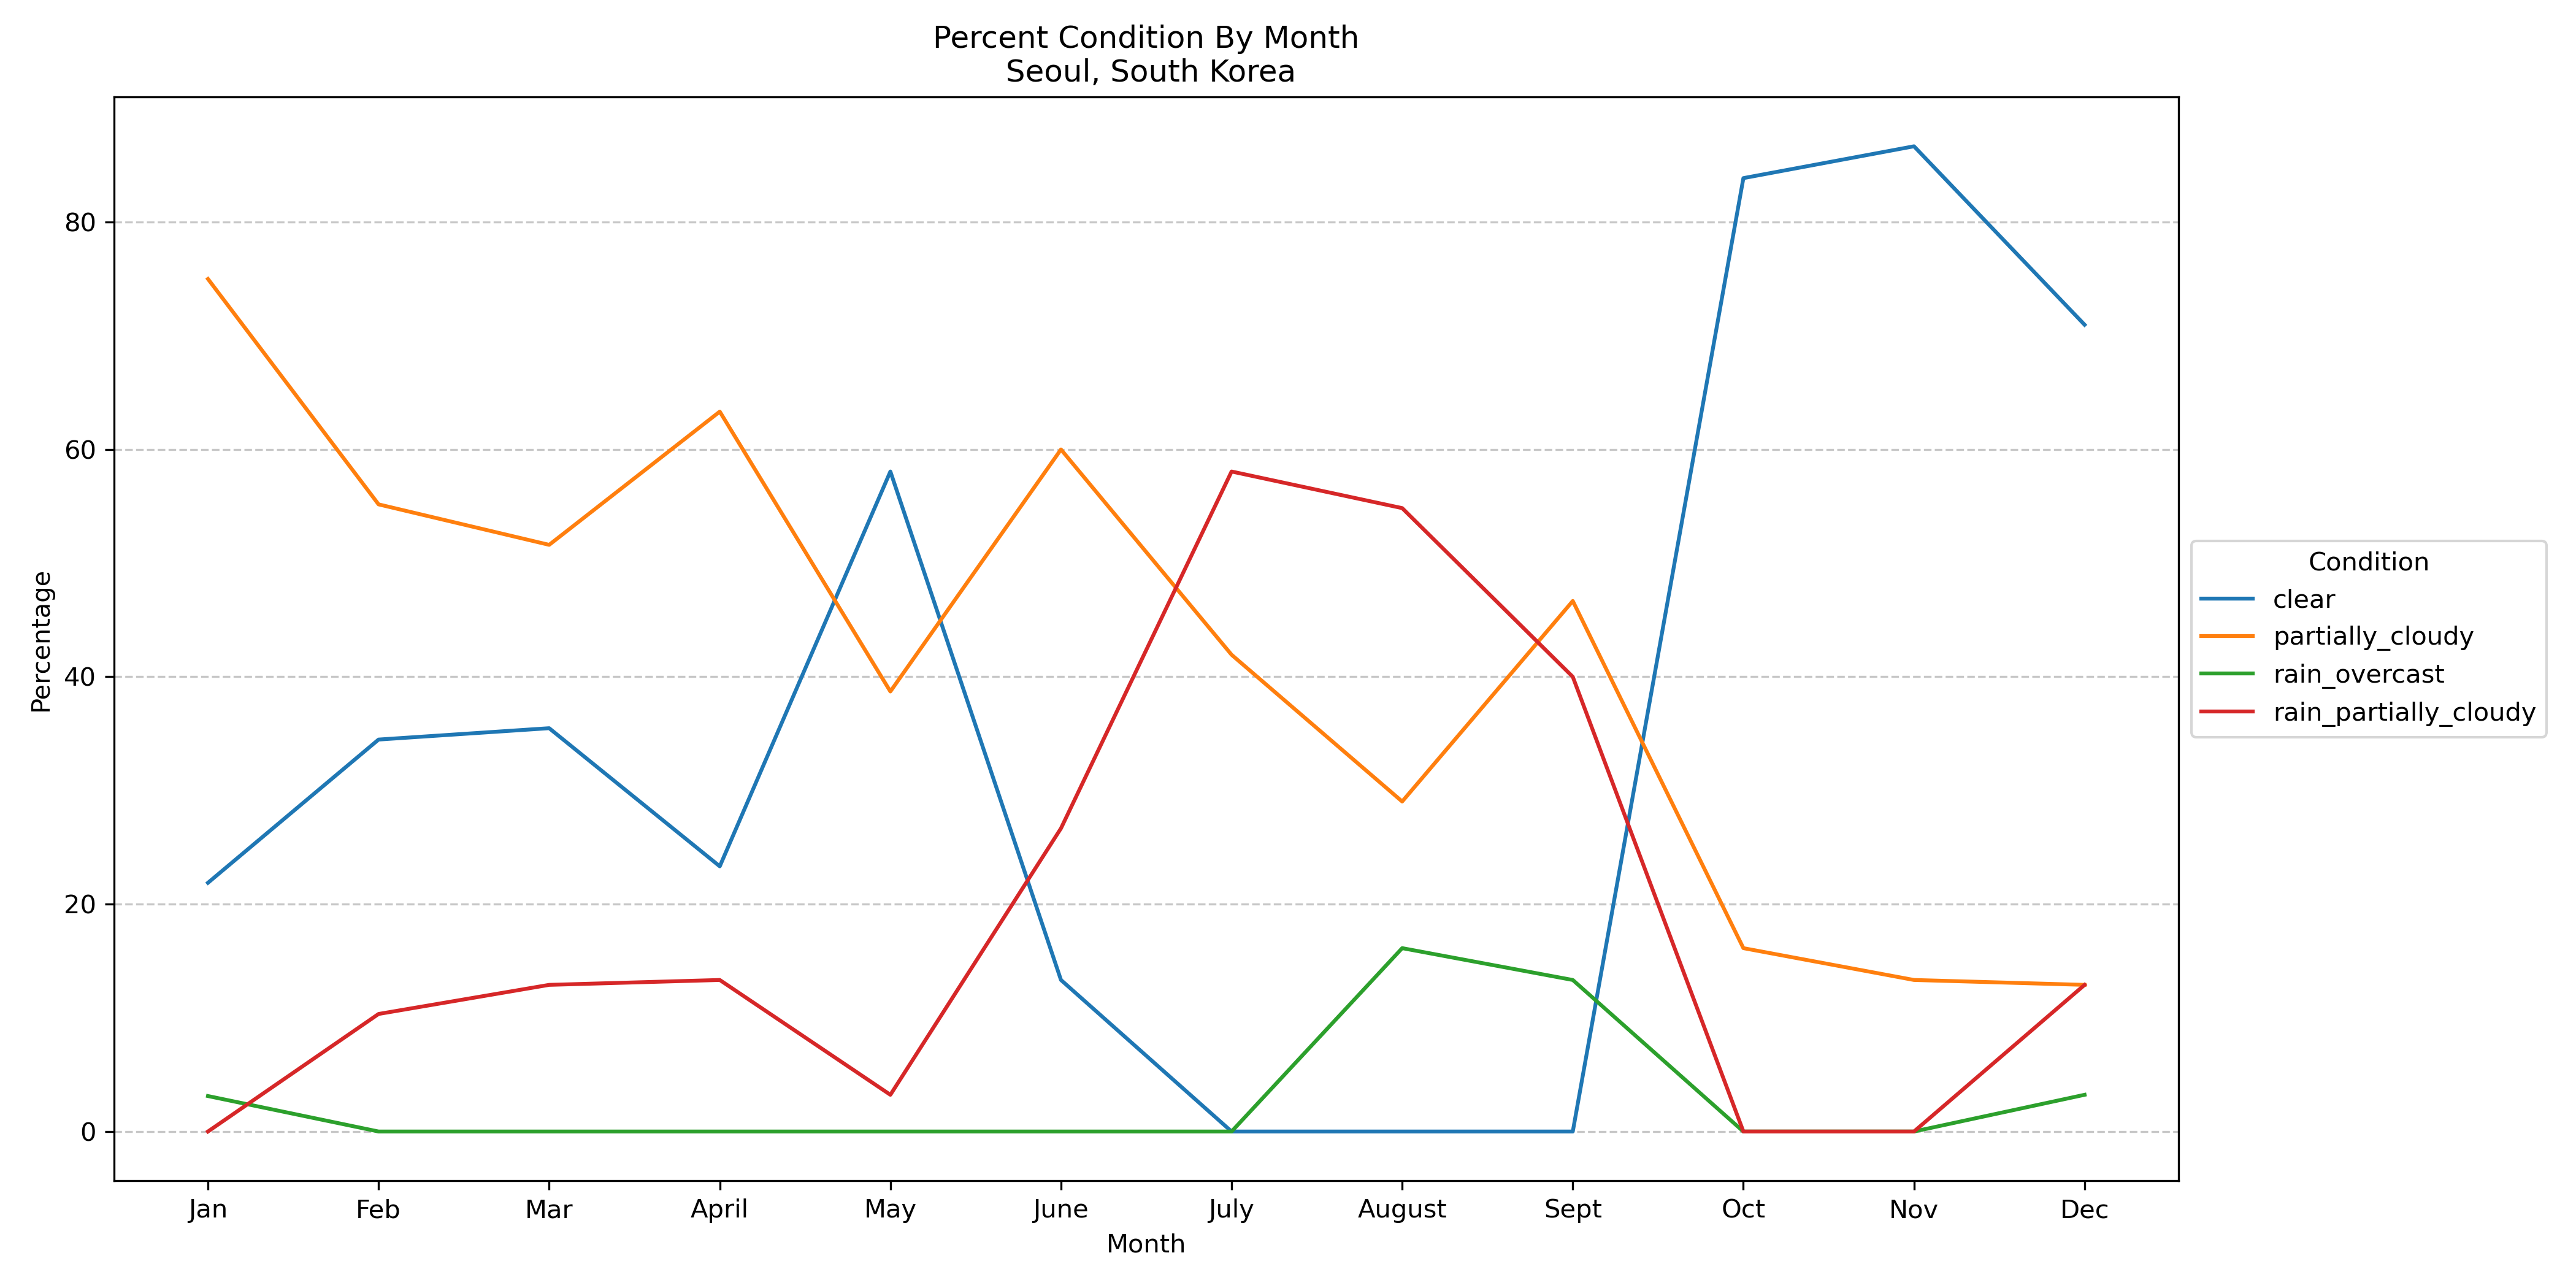 Percent Condition By Month
Seoul, South Korea
80
60
40
20
0
Percentage
Jan Feb Mar April May June July August Sept Oct Nov Dec
Month
Condition
clear
partially_cloudy
rain_overcast
rain_partially_cloudy